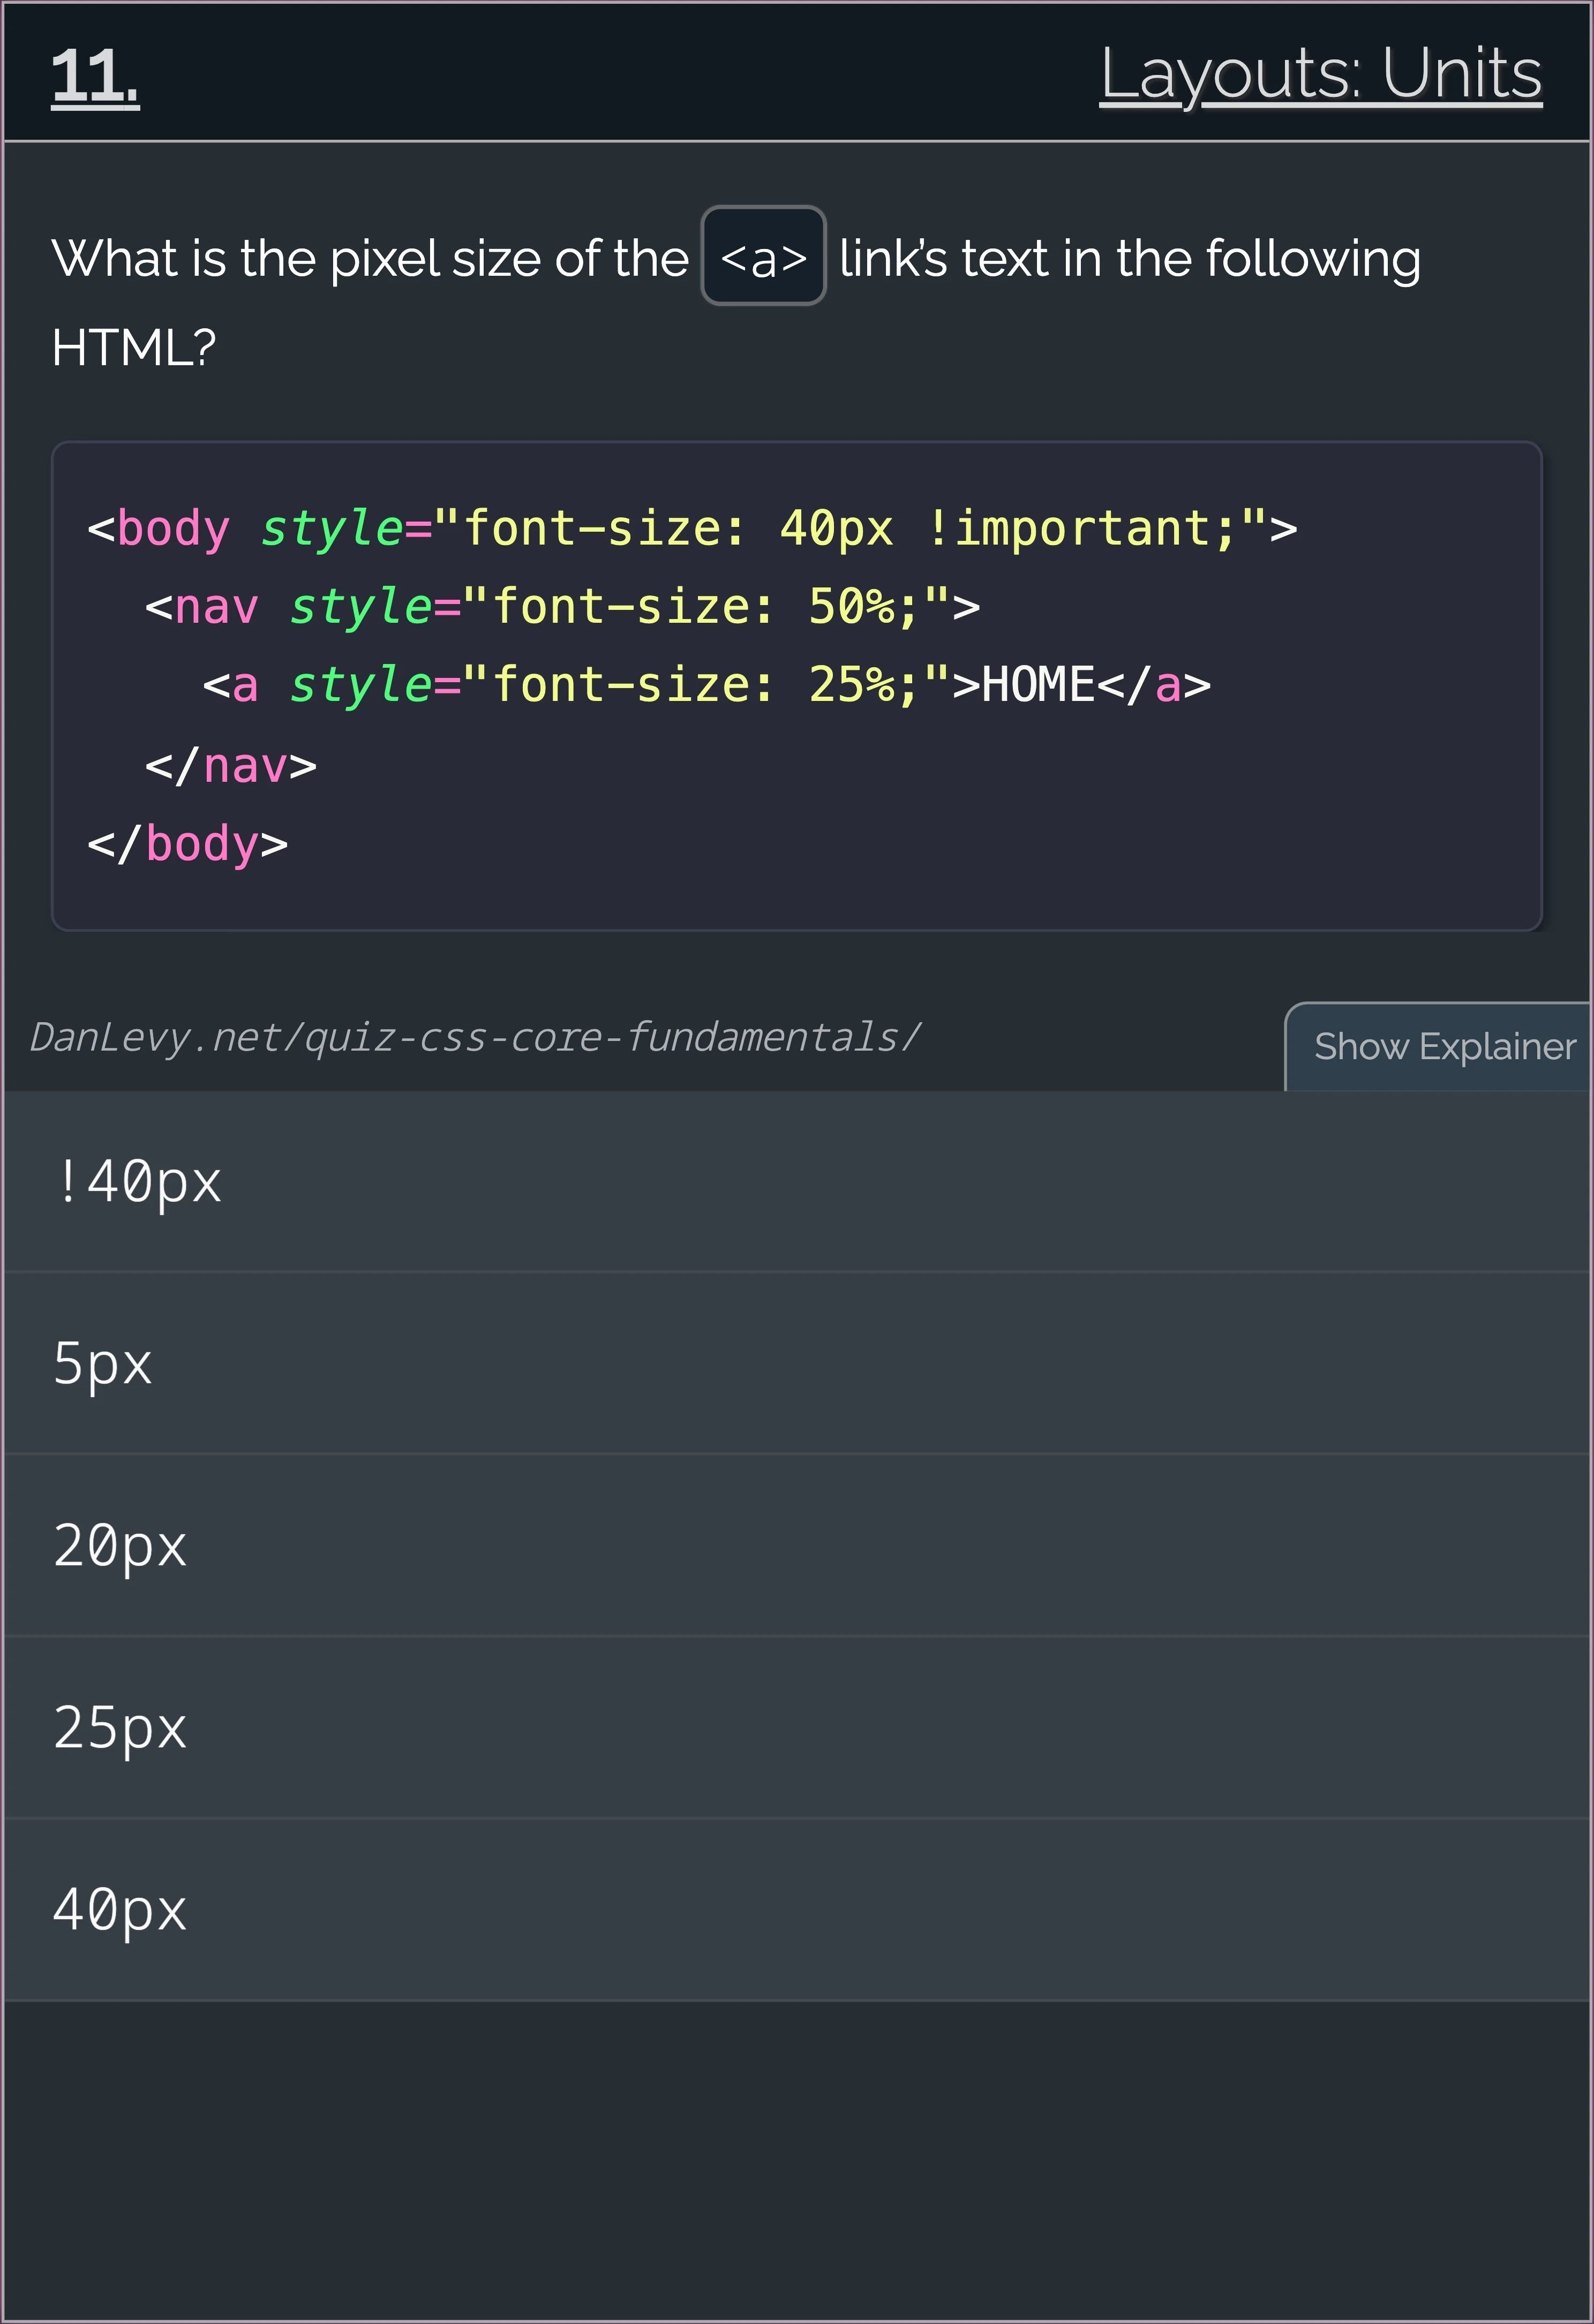 11.
Layouts: Units
What is the pixel size of the <a> link's text in the following
HTML?
<body style="font-size: 40px !important;">
  <nav style="font-size: 50%;">
    <a style="font-size: 25%;">HOME</a>
  </nav>
</body>
DanLevy.net/quiz-css-core-fundamentals/
Show Explainer
!40px
5px
20px
25px
40px